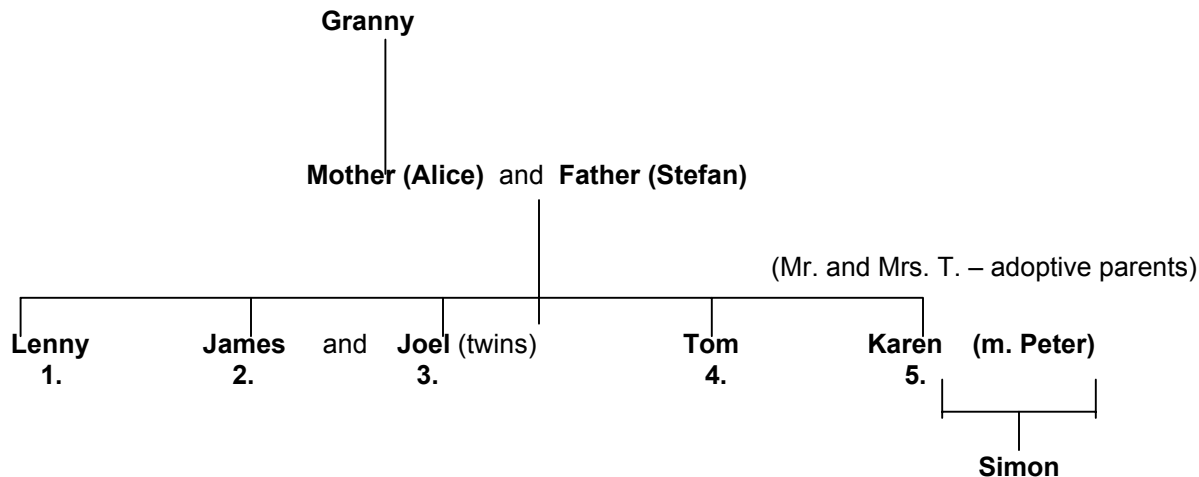 Granny
Mother (Alice) and Father (Stefan)
(Mr. and Mrs. T. – adoptive parents)
Lenny James and Joel (twins) Tom Karen (m. Peter)
1. 2. 3. 4. 5.
Simon